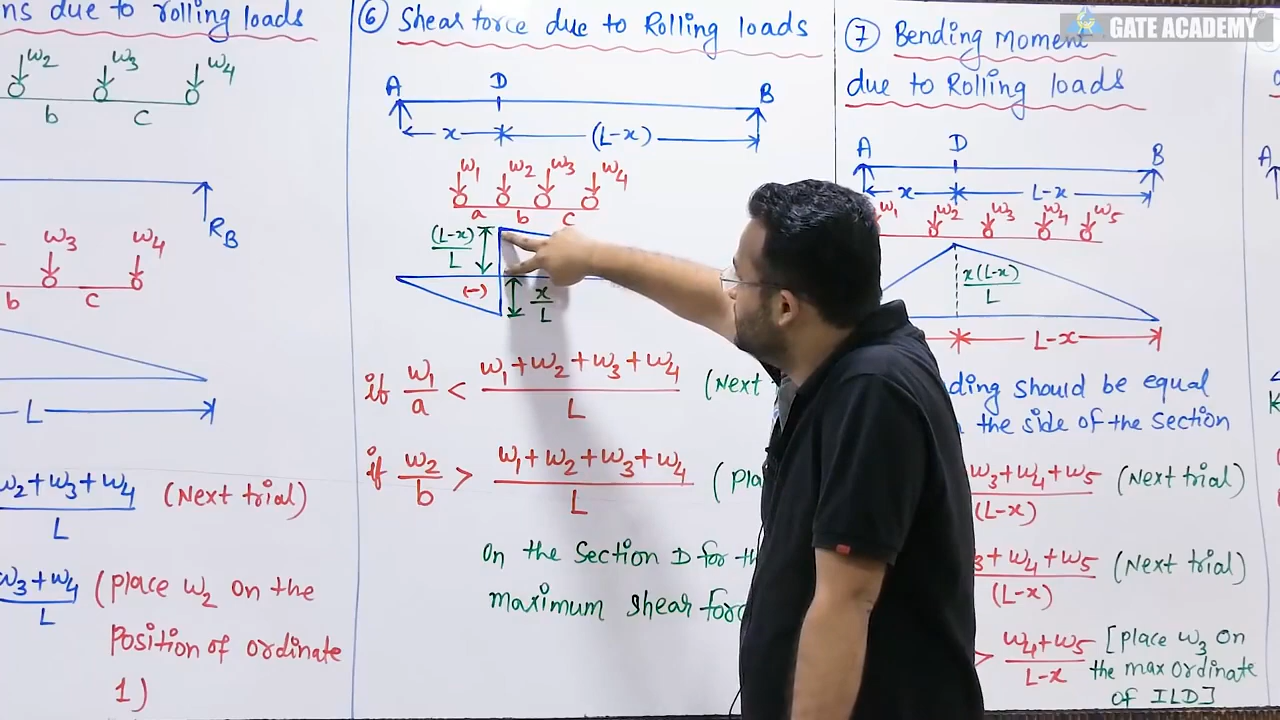 ns due to rolling loads
w2 w3 w4
b c
RB
w3 w4
b c
L
w2+w3+w4 (Next trial)
L
w3+w4 (place w2 on the
L
Position of ordinate
1)
⑥ Shear force due to Rolling loads
A D B
x (L-x)
w1 w2 w3 w4
a b c
(L-x)
L
(-) x
L
if w1/a < w1+w2+w3+w4 / L (Next
if w2/b > w1+w2+w3+w4 / L (Pla
on the Section D for th
maximum shear forc
⑦ Bending moment
due to Rolling loads
A D B
x L-x
w1 w2 w3 w4 w5
x(L-x)
L
L-x
ding should be equal
the side of the section
w3+w4+w5 (Next trial)
(L-x)
3+w4+w5 (Next trial)
(L-x)
> w4+w5 [place w3 on
L-x the max ordinate
of ILD]
A
GATE ACADEMY